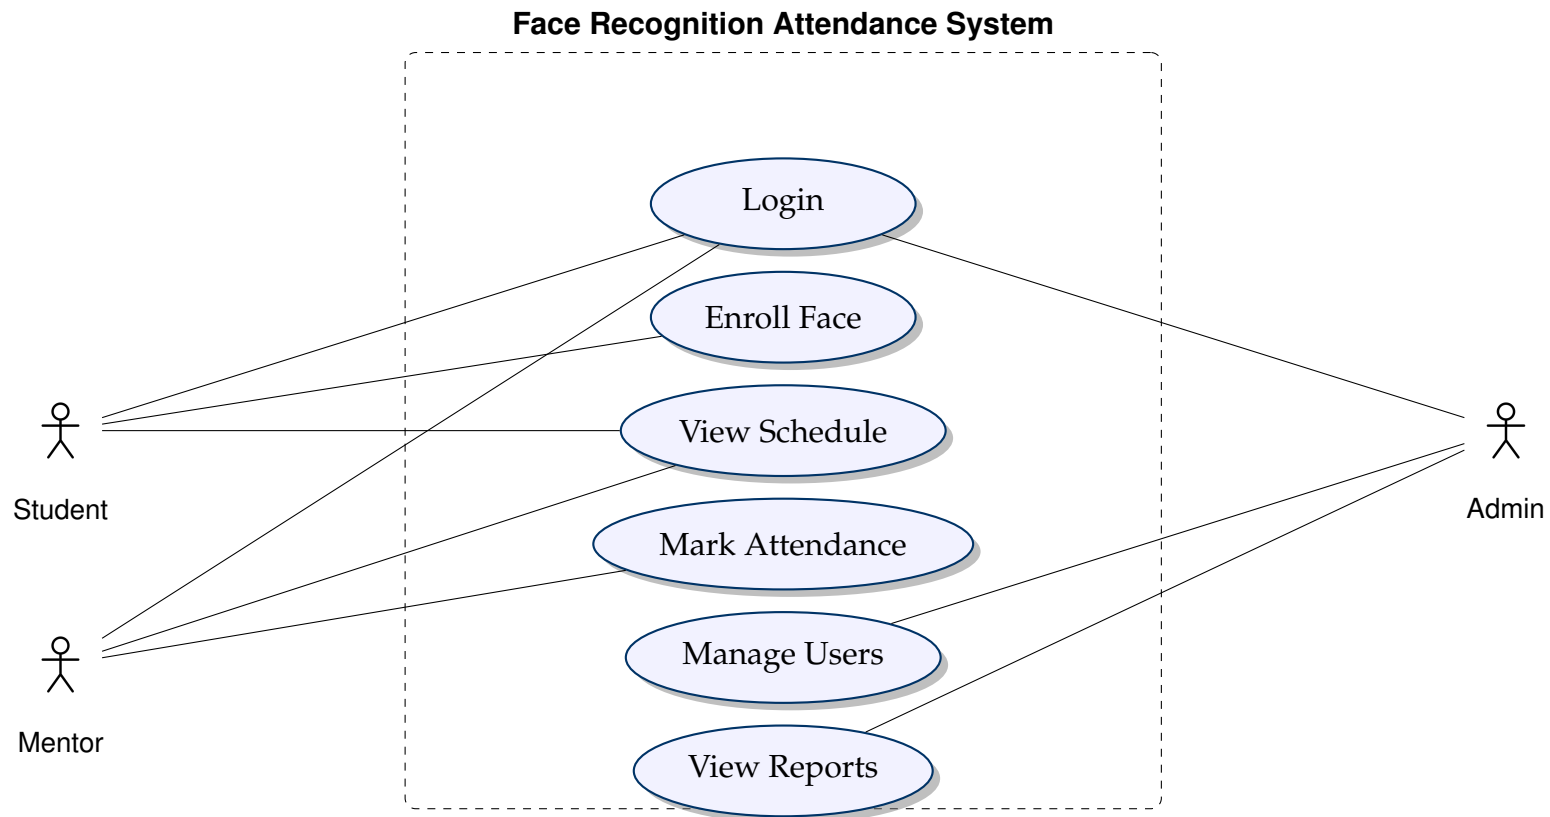 Face Recognition Attendance System
Login
Enroll Face
View Schedule
Student
Admin
Mark Attendance
Manage Users
Mentor
View Reports